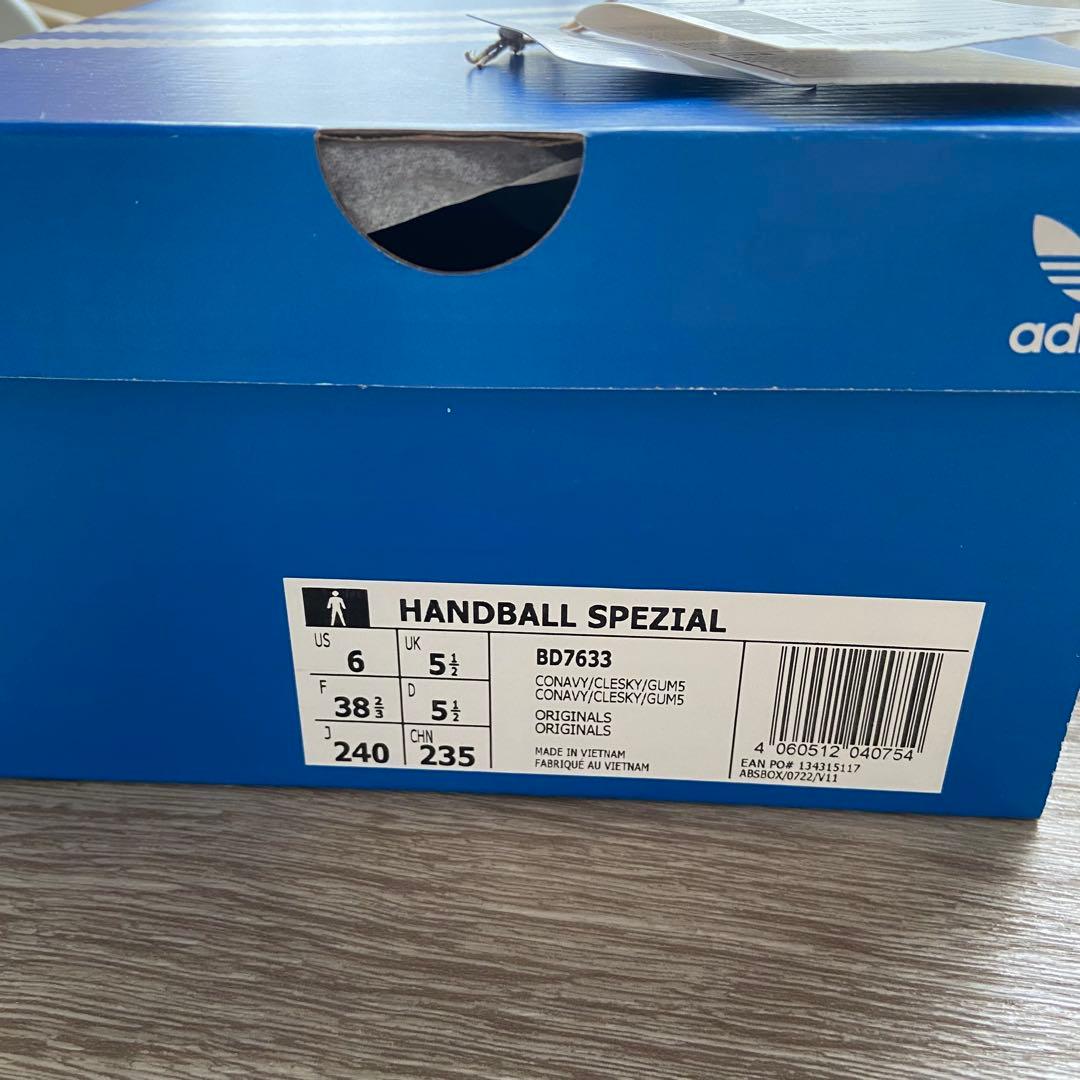 adi
HANDBALL SPEZIAL
US 6 UK 5½
F 38⅔ D 5½
J 240 CHN 235
BD7633
CONAVY/CLESKY/GUM5
CONAVY/CLESKY/GUM5
ORIGINALS
ORIGINALS
MADE IN VIETNAM
FABRIQUÉ AU VIETNAM
4 060512 040754
EAN PO# 134315117
ABSBOX/0722/V11